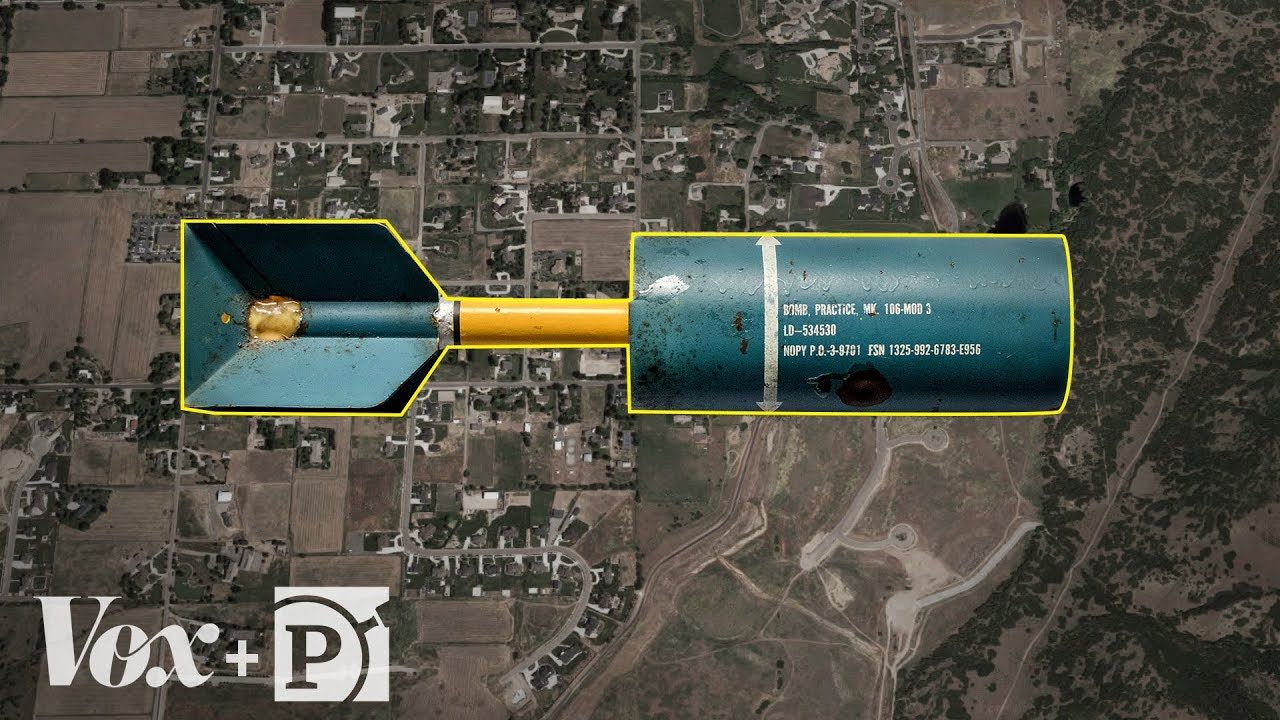 BOMB, PRACTICE, MK. 106-MOD 3
LD-534530
NOPY P.O.-3-9701 FSN 1325-992-6783-E956
Vox + P